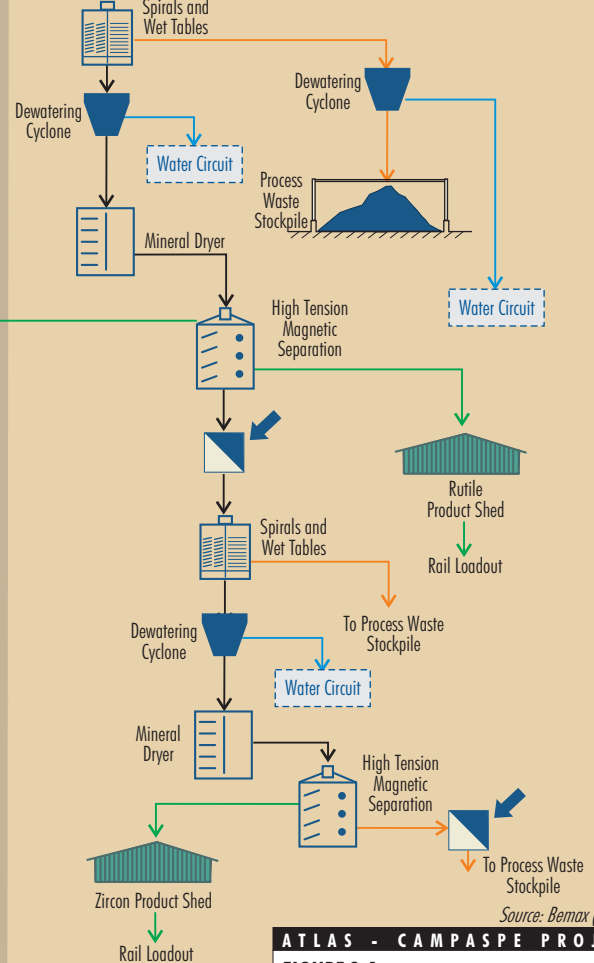 Spirals and
Wet Tables
Dewatering
Cyclone
Dewatering
Cyclone
Water Circuit
Process
Waste
Stockpile
Mineral Dryer
Water Circuit
High Tension
Magnetic
Separation
Rutile
Product Shed
Rail Loadout
Spirals and
Wet Tables
To Process Waste
Stockpile
Dewatering
Cyclone
Water Circuit
Mineral
Dryer
High Tension
Magnetic
Separation
To Process Waste
Stockpile
Zircon Product Shed
Source: Bemax
Rail Loadout
ATLAS - CAMPASPE PROJ